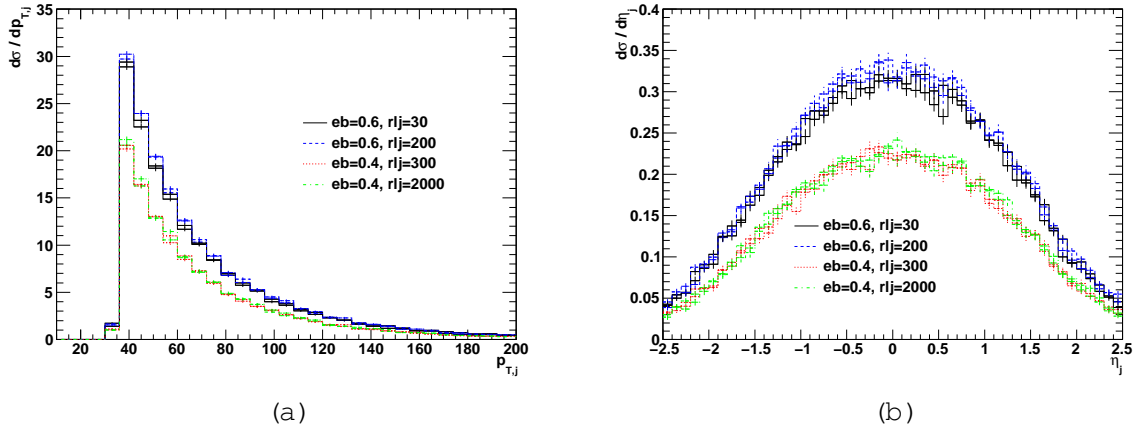 dσ / dp_T,j
35
30
25
20
15
10
5
0
20 40 60 80 100 120 140 160 180 200
p_T,j
eb=0.6, rlj=30
eb=0.6, rlj=200
eb=0.4, rlj=300
eb=0.4, rlj=2000
(a)
dσ / dη_j
0.4
0.35
0.3
0.25
0.2
0.15
0.1
0.05
0
−2.5 −2 −1.5 −1 −0.5 0 0.5 1 1.5 2 2.5
η_j
eb=0.6, rlj=30
eb=0.6, rlj=200
eb=0.4, rlj=300
eb=0.4, rlj=2000
(b)